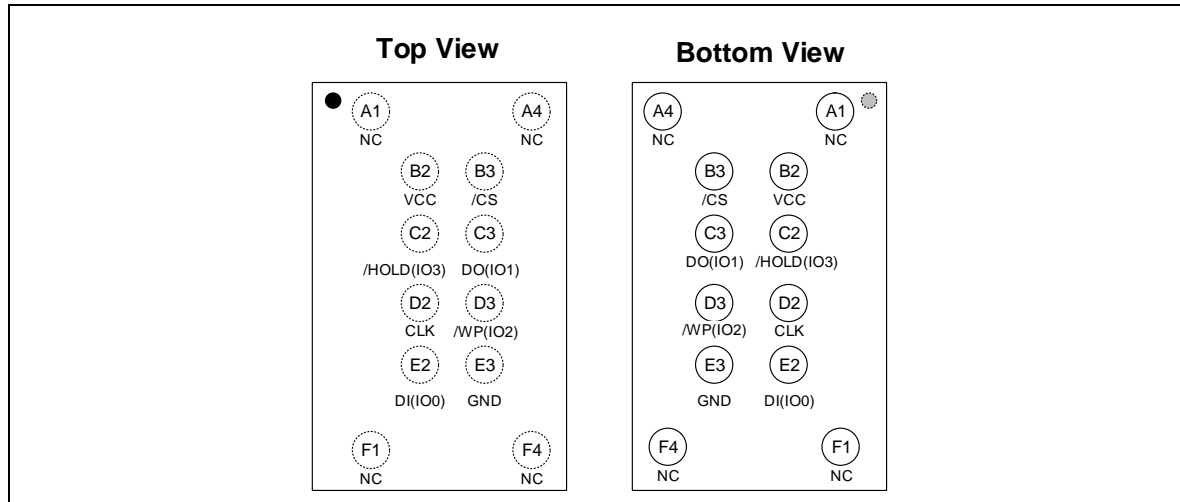 Top View
A1 A4
NC NC
B2 B3
VCC /CS
C2 C3
/HOLD(IO3) DO(IO1)
D2 D3
CLK /WP(IO2)
E2 E3
DI(IO0) GND
F1 F4
NC NC
Bottom View
A4 A1
NC NC
B3 B2
/CS VCC
C3 C2
DO(IO1) /HOLD(IO3)
D3 D2
/WP(IO2) CLK
E3 E2
GND DI(IO0)
F4 F1
NC NC